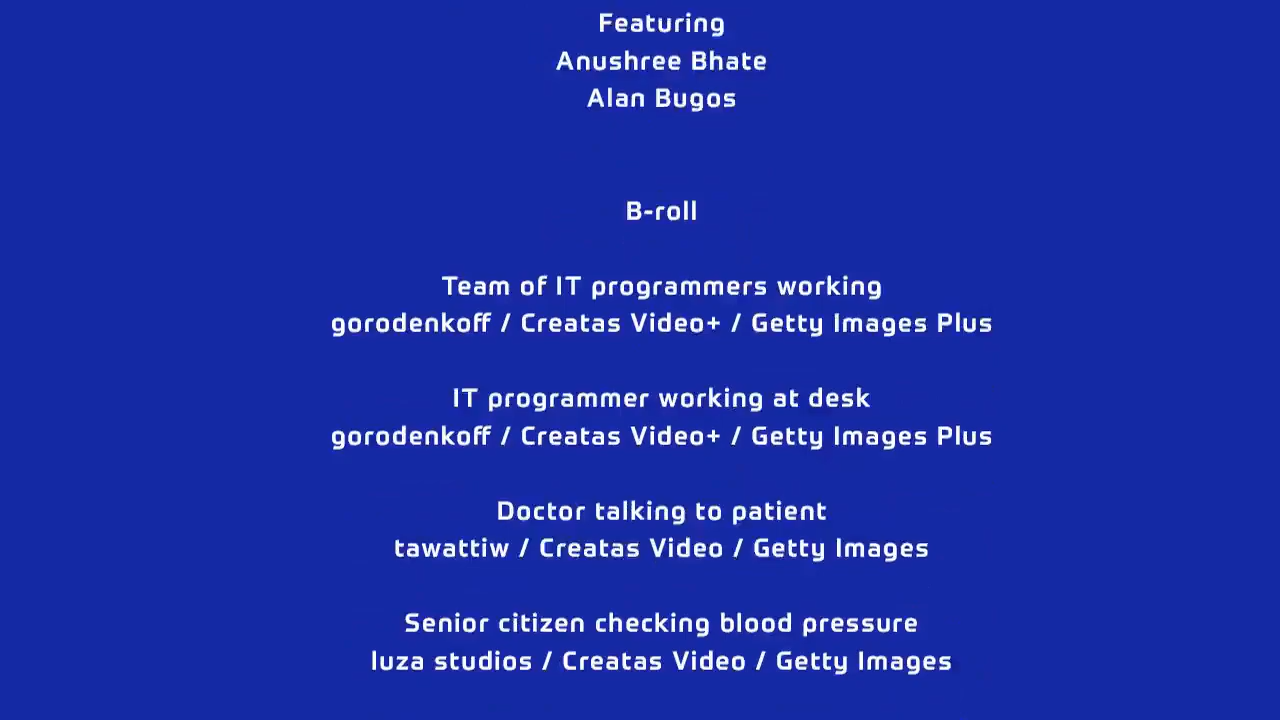 Featuring
Anushree Bhate
Alan Bugos
B-roll
Team of IT programmers working
gorodenkoff / Creatas Video+ / Getty Images Plus
IT programmer working at desk
gorodenkoff / Creatas Video+ / Getty Images Plus
Doctor talking to patient
tawattiw / Creatas Video / Getty Images
Senior citizen checking blood pressure
luza studios / Creatas Video / Getty Images